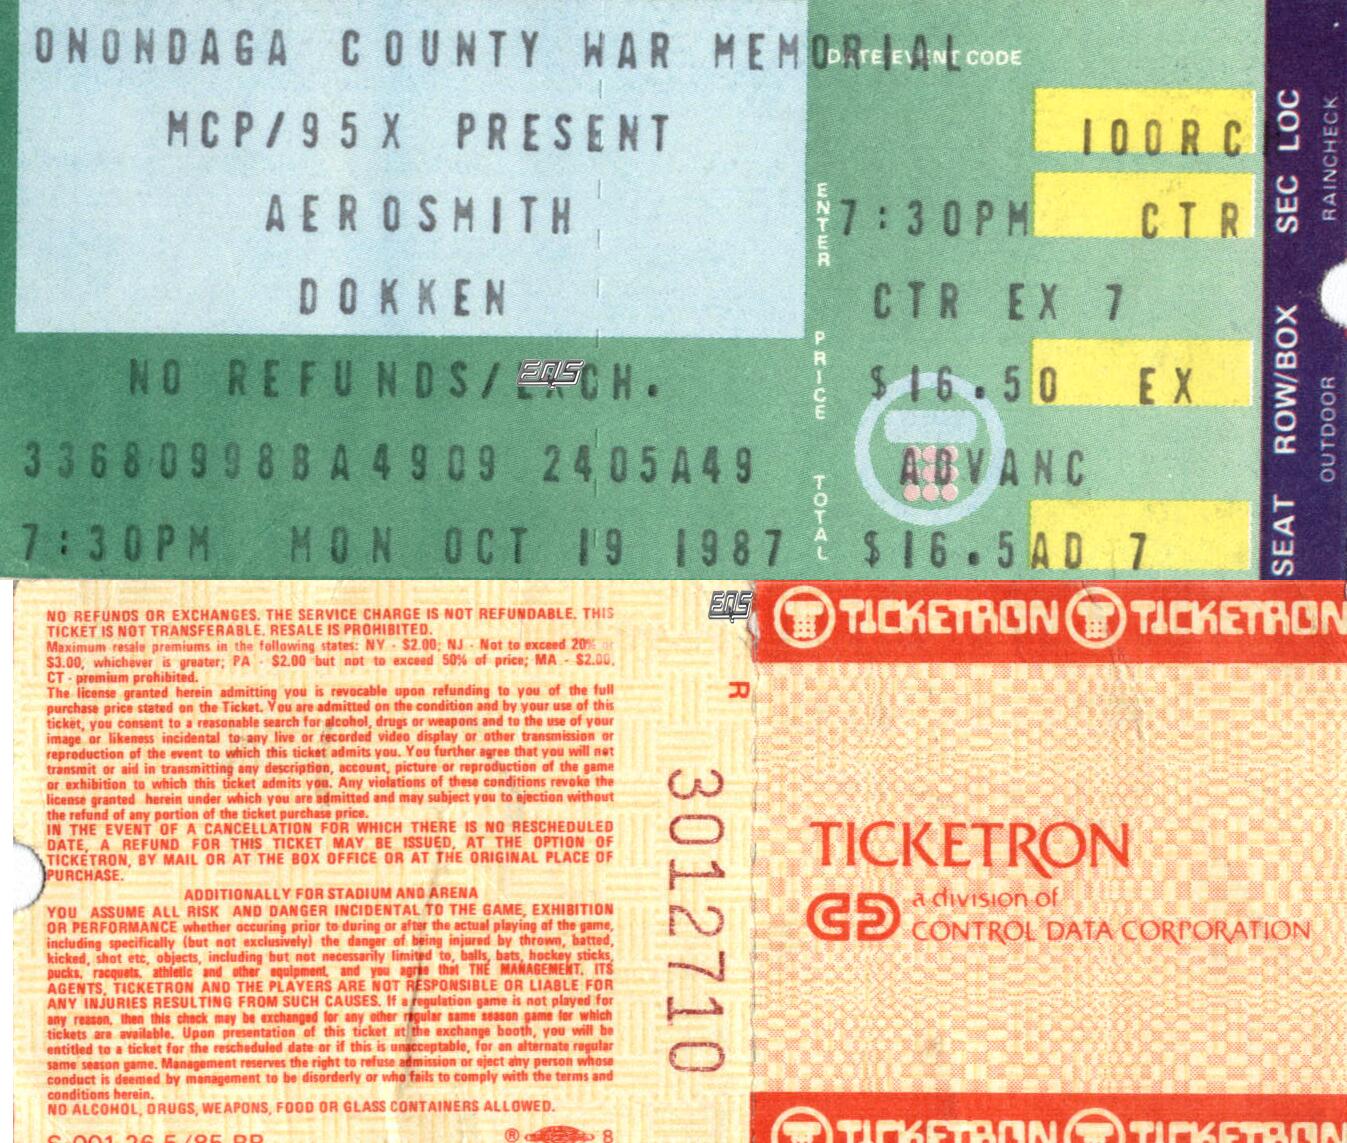 ONONDAGA COUNTY WAR MEMORIAL
DATE/EVENT CODE
MCP/95X PRESENT
100RC
AEROSMITH
ENTER
7:30PM CTR
DOKKEN
CTR EX 7
NO REFUNDS/EXCH.
EQS
PRICE
$16.50 EX
33680998BA4909 2405A49
ADVANC
TOTAL
7:30PM MON OCT 19 1987
$16.5AD 7
SEAT ROW/BOX SEC LOC
OUTDOOR RAINCHECK
NO REFUNDS OR EXCHANGES. THE SERVICE CHARGE IS NOT REFUNDABLE. THIS
TICKET IS NOT TRANSFERABLE. RESALE IS PROHIBITED.
Maximum resale premiums in the following states: NY - $2.00; NJ - Not to exceed 20% or
$3.00, whichever is greater; PA - $2.00 but not to exceed 50% of price; MA - $2.00,
CT - premium prohibited.
The license granted herein admitting you is revocable upon refunding to you of the full
purchase price stated on the Ticket. You are admitted on the condition and by your use of this
ticket, you consent to a reasonable search for alcohol, drugs or weapons and to the use of your
image or likeness incidental to any live or recorded video display or other transmission or
reproduction of the event to which this ticket admits you. You further agree that you will not
transmit or aid in transmitting any description, account, picture or reproduction of the game
or exhibition to which this ticket admits you. Any violations of these conditions revoke the
license granted herein under which you are admitted and may subject you to ejection without
the refund of any portion of the ticket purchase price.
IN THE EVENT OF A CANCELLATION FOR WHICH THERE IS NO RESCHEDULED
DATE, A REFUND FOR THIS TICKET MAY BE ISSUED, AT THE OPTION OF
TICKETRON, BY MAIL OR AT THE BOX OFFICE OR AT THE ORIGINAL PLACE OF
PURCHASE.
ADDITIONALLY FOR STADIUM AND ARENA
YOU ASSUME ALL RISK AND DANGER INCIDENTAL TO THE GAME, EXHIBITION
OR PERFORMANCE whether occuring prior to during or after the actual playing of the game,
including specifically (but not exclusively) the danger of being injured by thrown, batted,
kicked, shot etc, objects, including but not necessarily limited to, balls, bats, hockey sticks,
pucks, racquets, athletic and other equipment, and you agree that THE MANAGEMENT, ITS
AGENTS, TICKETRON AND THE PLAYERS ARE NOT RESPONSIBLE OR LIABLE FOR
ANY INJURIES RESULTING FROM SUCH CAUSES. If a regulation game is not played for
any reason, then this check may be exchanged for any other regular same season game for which
tickets are available. Upon presentation of this ticket at the exchange booth, you will be
entitled to a ticket for the rescheduled date or if this is unacceptable, for an alternate regular
same season game. Management reserves the right to refuse admission or eject any person whose
conduct is deemed by management to be disorderly or who fails to comply with the terms and
conditions herein.
NO ALCOHOL, DRUGS, WEAPONS, FOOD OR GLASS CONTAINERS ALLOWED.
S-001-26-5/85-BP
® 8
EQS
R
3012710
TICKETRON TICKETRON
TICKETRON
a division of
CONTROL DATA CORPORATION
TICKETRON TICKETRON